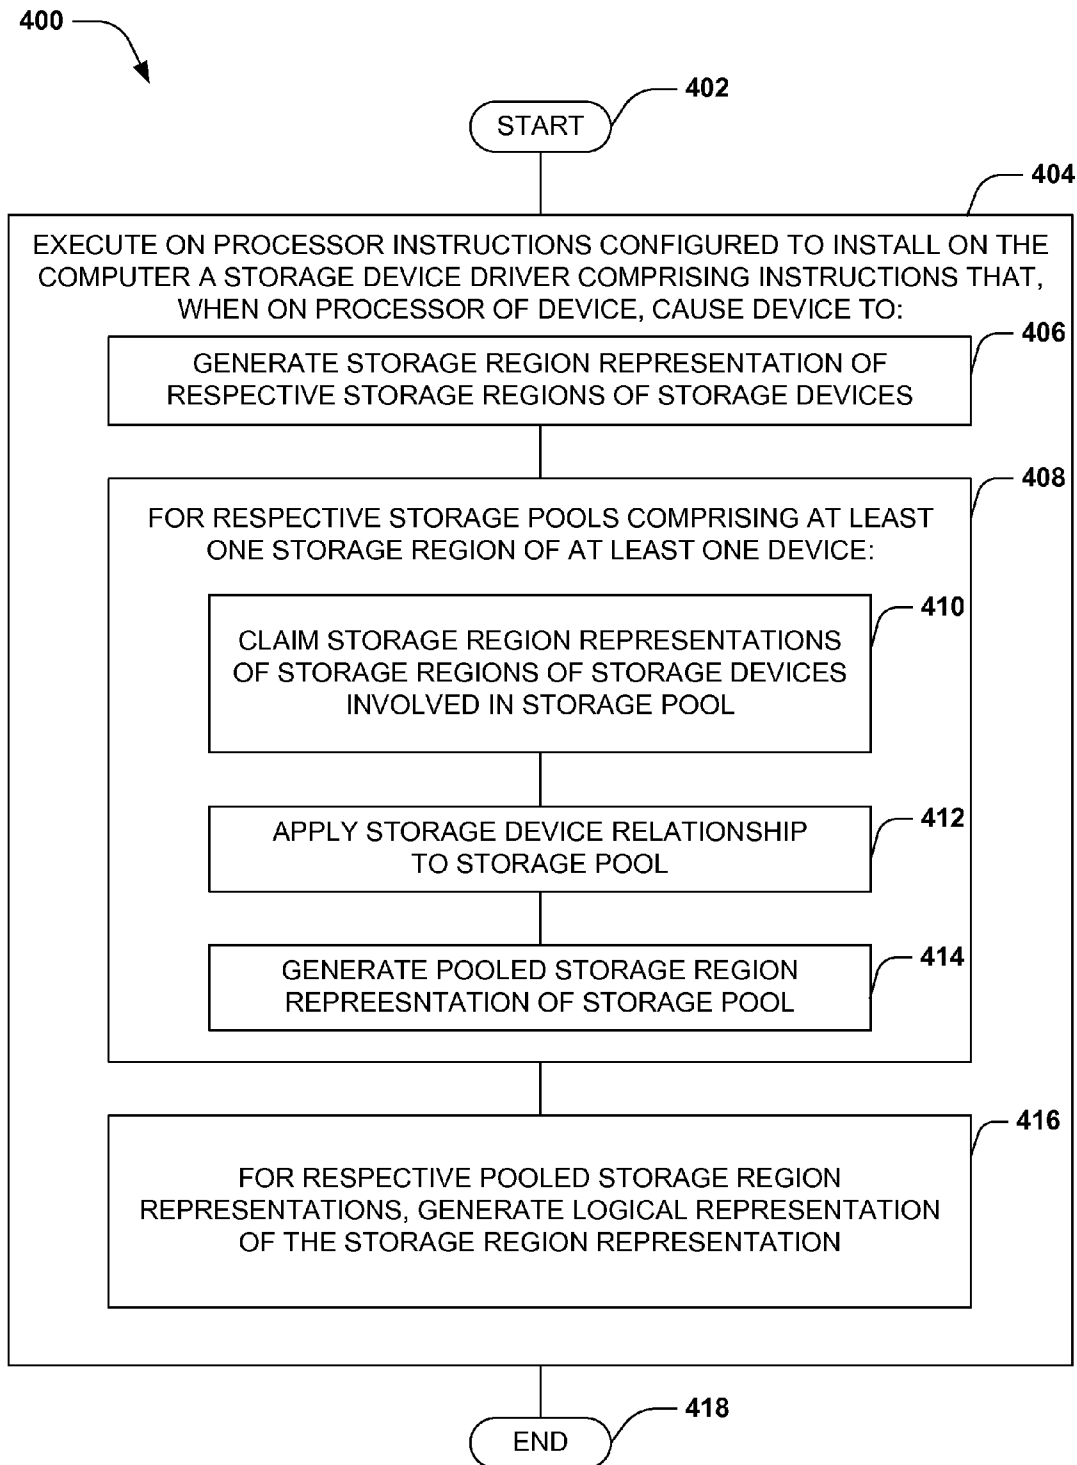 400
402
START
404
EXECUTE ON PROCESSOR INSTRUCTIONS CONFIGURED TO INSTALL ON THE
COMPUTER A STORAGE DEVICE DRIVER COMPRISING INSTRUCTIONS THAT,
WHEN ON PROCESSOR OF DEVICE, CAUSE DEVICE TO:
406
GENERATE STORAGE REGION REPRESENTATION OF
RESPECTIVE STORAGE REGIONS OF STORAGE DEVICES
408
FOR RESPECTIVE STORAGE POOLS COMPRISING AT LEAST
ONE STORAGE REGION OF AT LEAST ONE DEVICE:
410
CLAIM STORAGE REGION REPRESENTATIONS
OF STORAGE REGIONS OF STORAGE DEVICES
INVOLVED IN STORAGE POOL
412
APPLY STORAGE DEVICE RELATIONSHIP
TO STORAGE POOL
414
GENERATE POOLED STORAGE REGION
REPREESNTATION OF STORAGE POOL
416
FOR RESPECTIVE POOLED STORAGE REGION
REPRESENTATIONS, GENERATE LOGICAL REPRESENTATION
OF THE STORAGE REGION REPRESENTATION
418
END